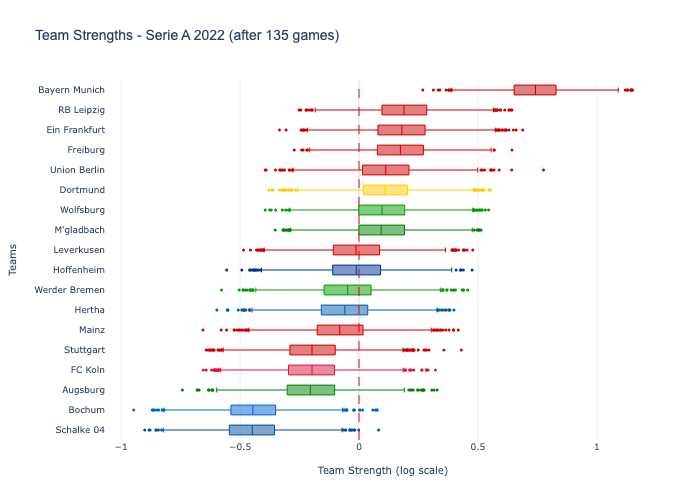 Team Strengths - Serie A 2022 (after 135 games)
Bayern Munich
RB Leipzig
Ein Frankfurt
Freiburg
Union Berlin
Dortmund
Wolfsburg
M'gladbach
Leverkusen
Hoffenheim
Werder Bremen
Hertha
Mainz
Stuttgart
FC Koln
Augsburg
Bochum
Schalke 04
Teams
−1 −0.5 0 0.5 1
Team Strength (log scale)